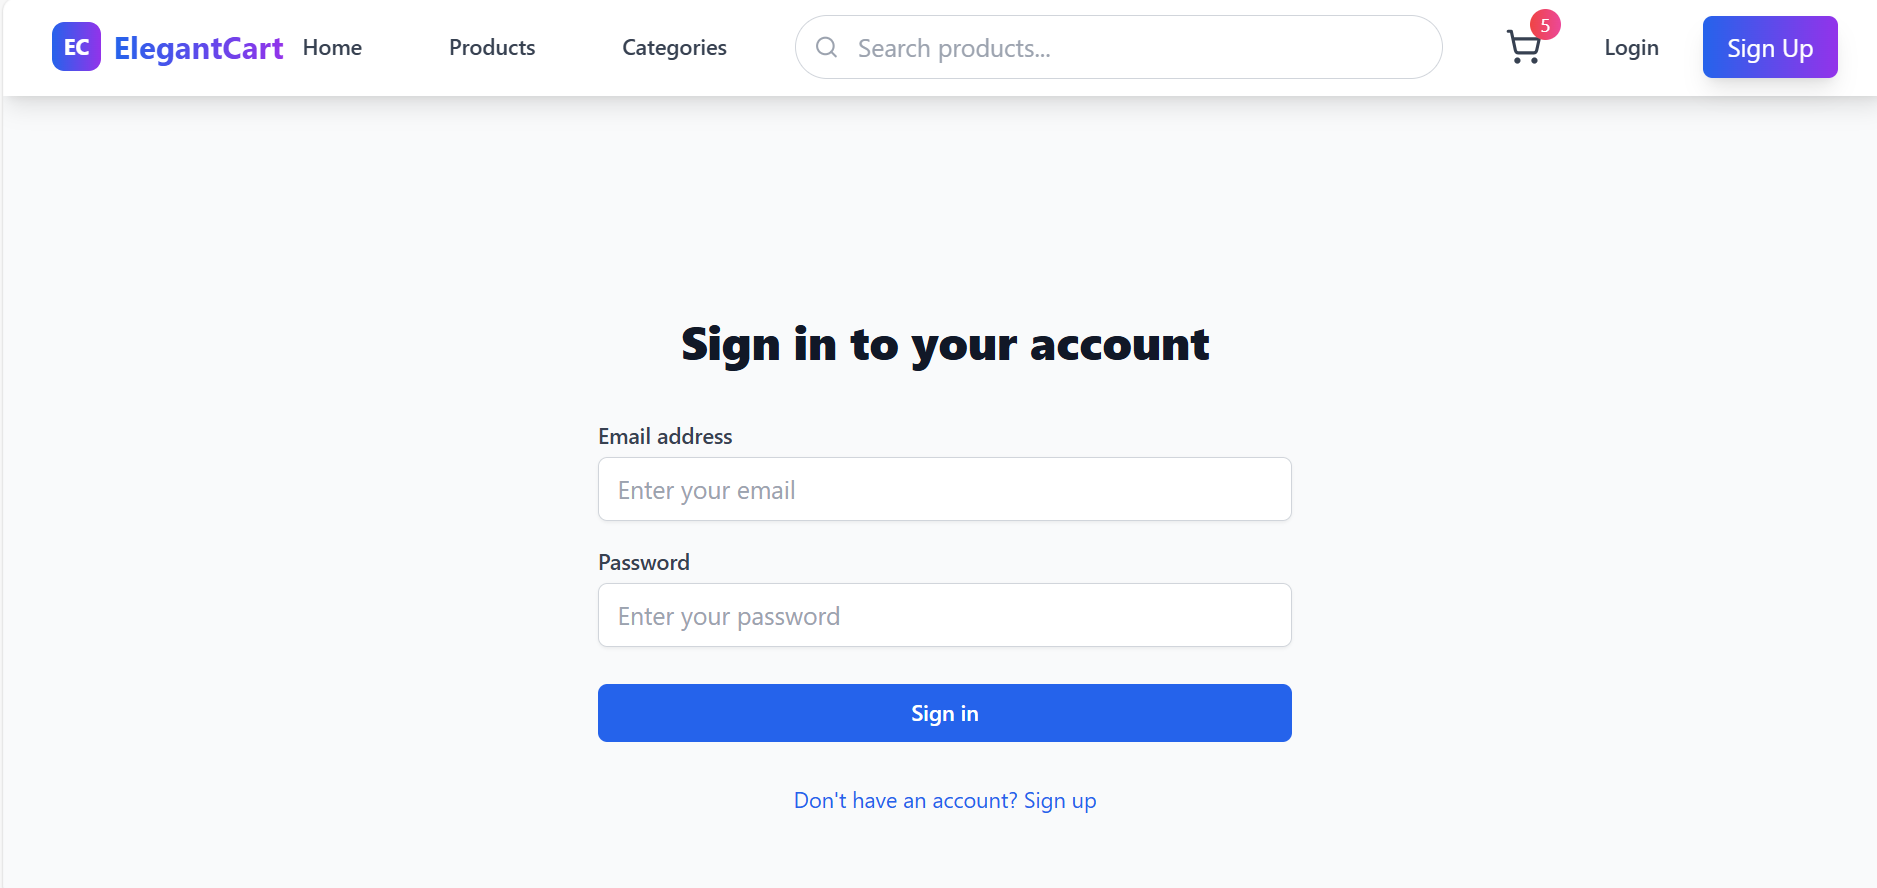 EC ElegantCart Home Products Categories Search products... 5 Login Sign Up
Sign in to your account
Email address
Enter your email
Password
Enter your password
Sign in
Don't have an account? Sign up